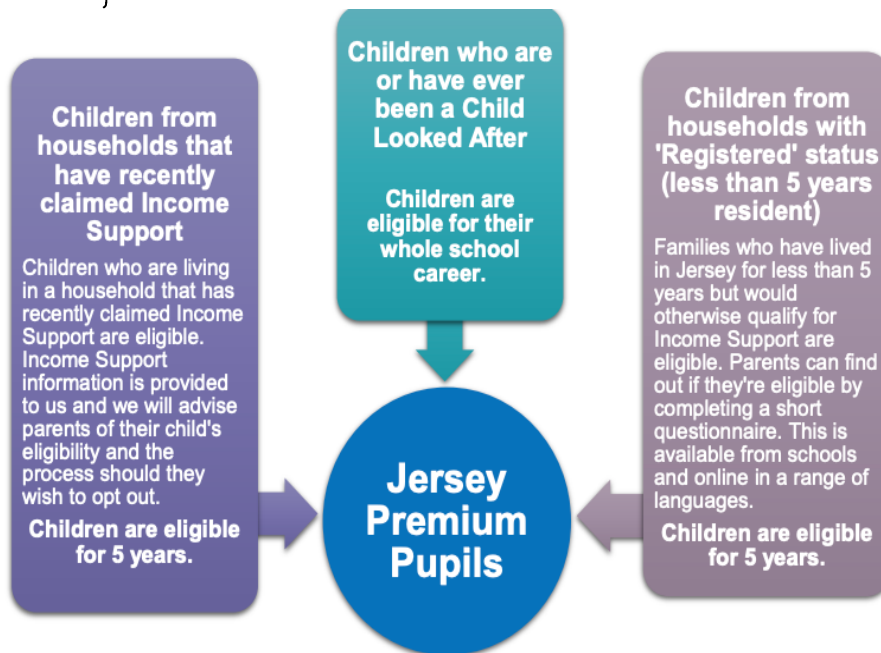 Children from
households that
have recently
claimed Income
Support
Children who are living
in a household that has
recently claimed Income
Support are eligible.
Income Support
information is provided
to us and we will advise
parents of their child's
eligibility and the
process should they
wish to opt out.
Children are eligible
for 5 years.
Children who are
or have ever
been a Child
Looked After
Children are
eligible for their
whole school
career.
Children from
households with
'Registered' status
(less than 5 years
resident)
Families who have lived
in Jersey for less than 5
years but would
otherwise qualify for
Income Support are
eligible. Parents can find
out if they're eligible by
completing a short
questionnaire. This is
available from schools
and online in a range of
languages.
Children are eligible
for 5 years.
Jersey
Premium
Pupils